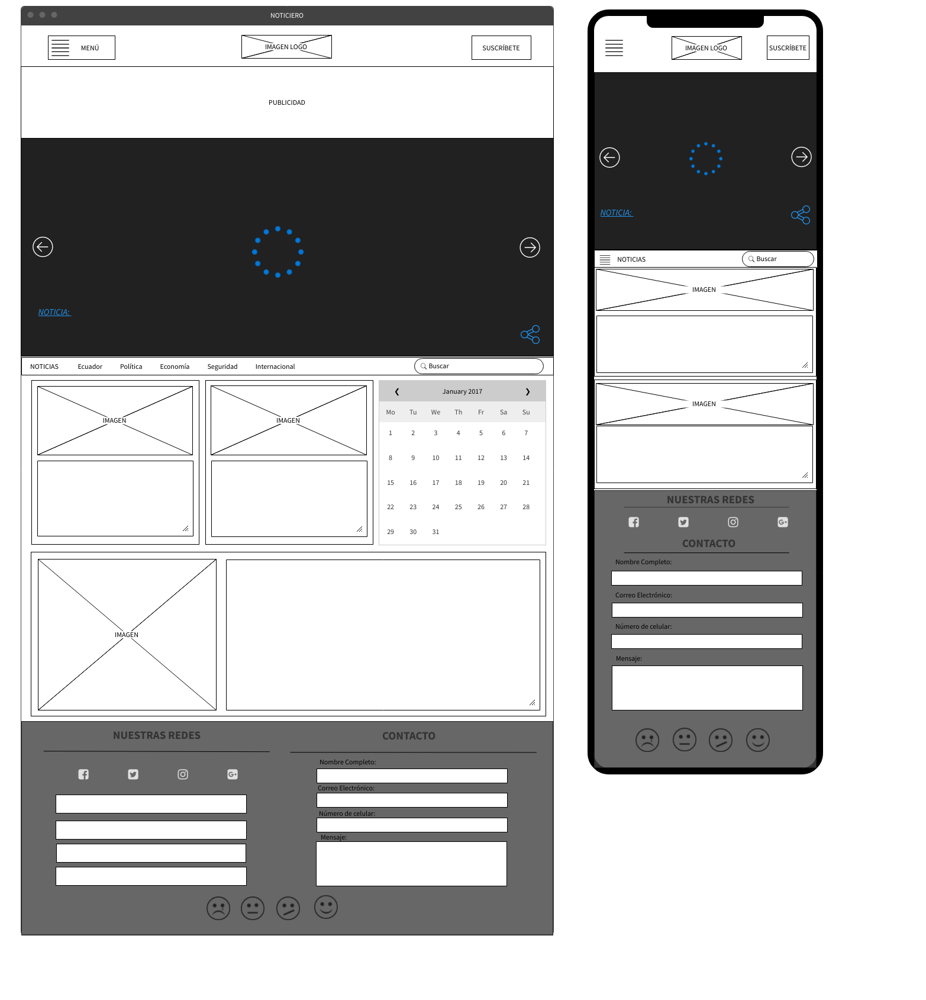 NOTICIERO
MENÚ
IMAGEN LOGO
SUSCRÍBETE
PUBLICIDAD
NOTICIA:
NOTICIAS Ecuador Política Economía Seguridad Internacional Buscar
IMAGEN
IMAGEN
❮ January 2017 ❯
Mo Tu We Th Fr Sa Su
1 2 3 4 5 6 7
8 9 10 11 12 13 14
15 16 17 18 19 20 21
22 23 24 25 26 27 28
29 30 31
IMAGEN
NUESTRAS REDES
CONTACTO
Nombre Completo:
Correo Electrónico:
Número de celular:
Mensaje:
IMAGEN LOGO
SUSCRÍBETE
NOTICIA:
NOTICIAS
Buscar
IMAGEN
IMAGEN
NUESTRAS REDES
CONTACTO
Nombre Completo:
Correo Electrónico:
Número de celular:
Mensaje: